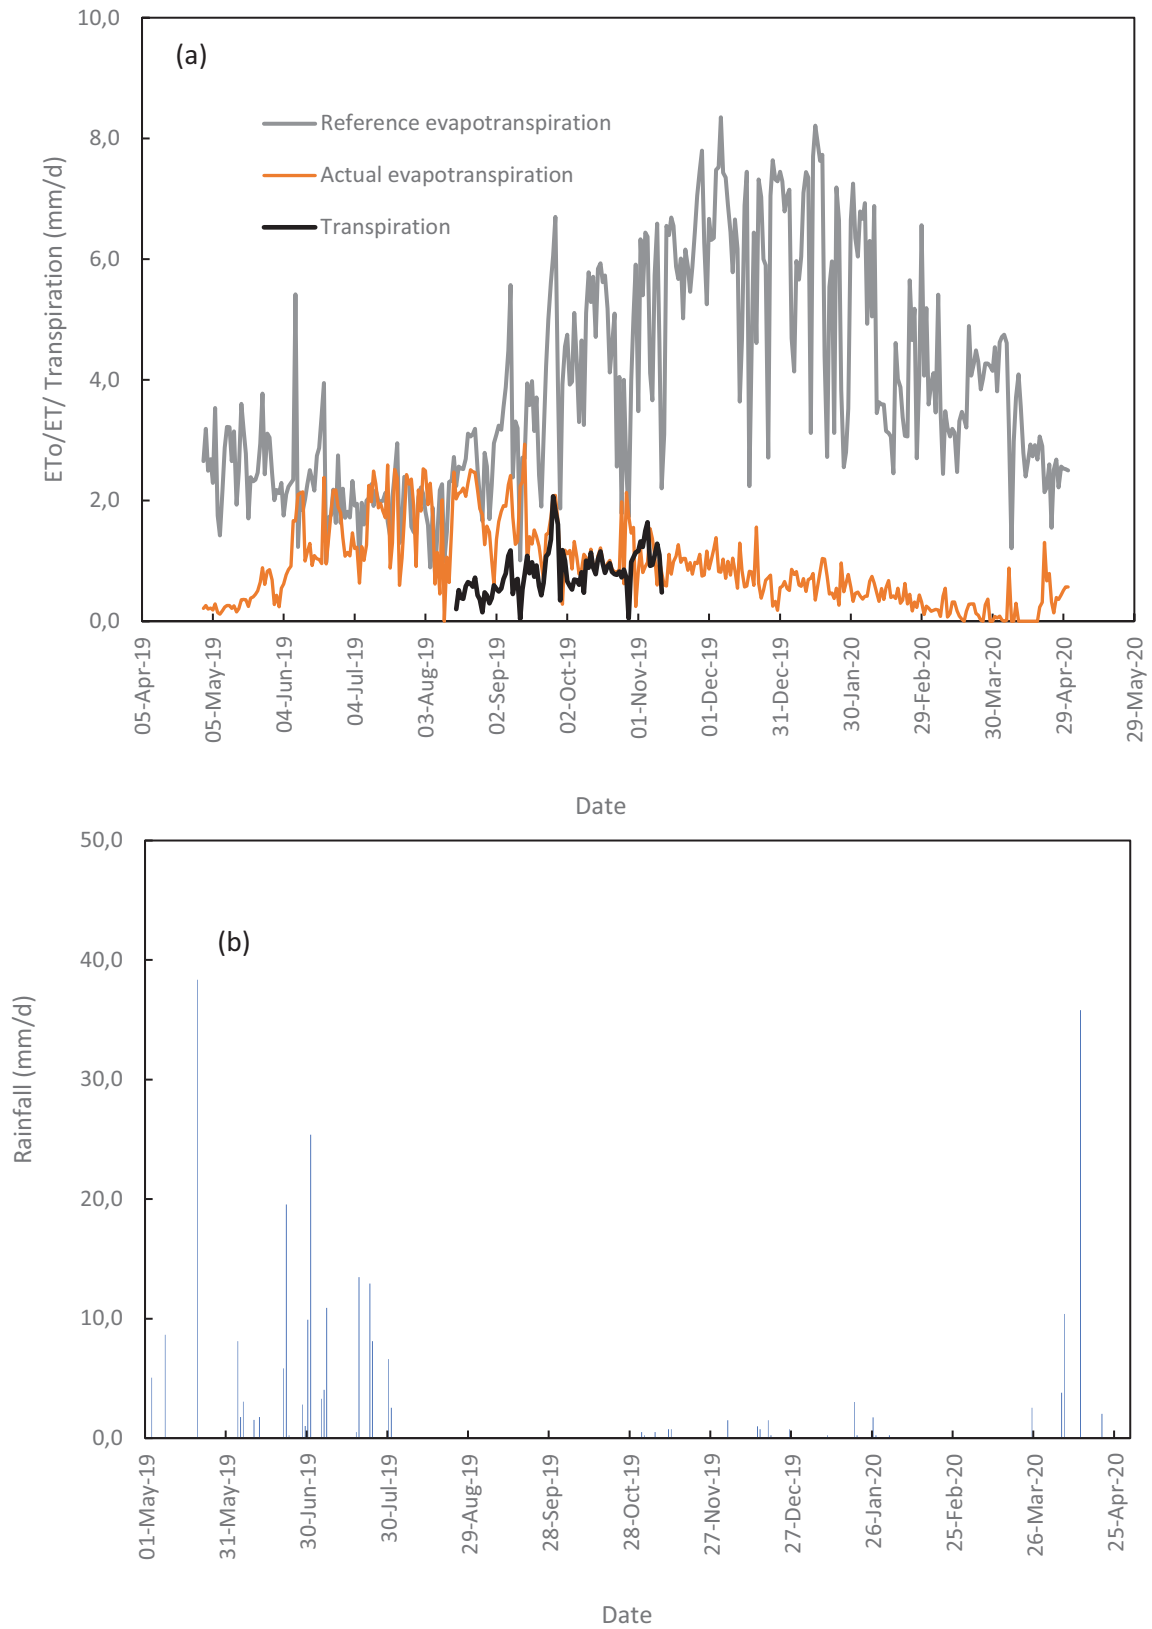 10,0
(a)
Reference evapotranspiration
8,0
Actual evapotranspiration
Transpiration
6,0
4,0
2,0
0,0
ETo/ET/ Transpiration (mm/d)
05-Apr-19
05-May-19
04-Jun-19
04-Jul-19
03-Aug-19
02-Sep-19
02-Oct-19
01-Nov-19
01-Dec-19
31-Dec-19
30-Jan-20
29-Feb-20
30-Mar-20
29-Apr-20
29-May-20
Date
50,0
(b)
40,0
30,0
20,0
10,0
0,0
Rainfall (mm/d)
01-May-19
31-May-19
30-Jun-19
30-Jul-19
29-Aug-19
28-Sep-19
28-Oct-19
27-Nov-19
27-Dec-19
26-Jan-20
25-Feb-20
26-Mar-20
25-Apr-20
Date